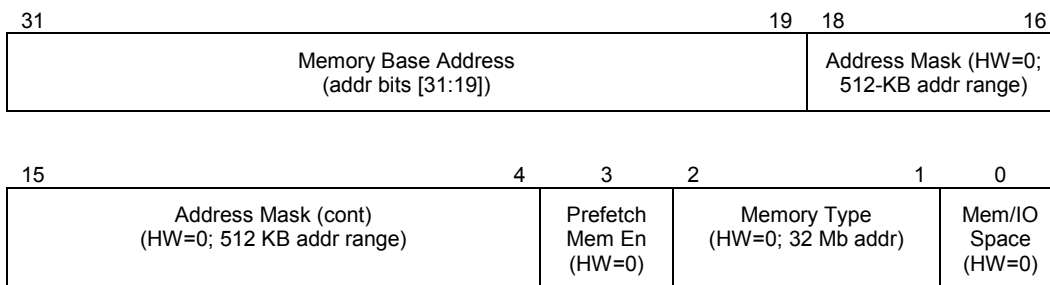 31 19 18 16
Memory Base Address
(addr bits [31:19])
Address Mask (HW=0;
512-KB addr range)
15 4 3 2 1 0
Address Mask (cont)
(HW=0; 512 KB addr range)
Prefetch
Mem En
(HW=0)
Memory Type
(HW=0; 32 Mb addr)
Mem/IO
Space
(HW=0)